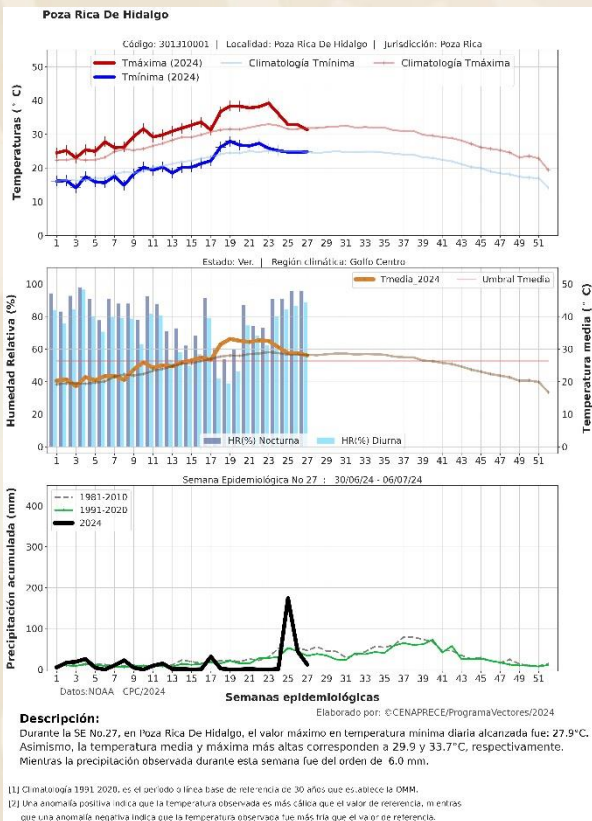 Poza Rica De Hidalgo
Código: 301310001 | Localidad: Poza Rica De Hidalgo | Jurisdicción: Poza Rica
Tmáxima (2024)
Tmínima (2024)
Climatología Tmínima
Climatología Tmáxima
Temperaturas (° C)
50
40
30
20
10
0
1 3 5 7 9 11 13 15 17 19 21 23 25 27 29 31 33 35 37 39 41 43 45 47 49 51
Estado: Ver. | Región climática: Golfo Centro
Tmedia_2024
Umbral Tmedia
Humedad Relativa (%)
100
80
60
40
20
0
50
40
30
20
10
0
Temperatura media (° C)
HR(%) Nocturna
HR(%) Diurna
1 3 5 7 9 11 13 15 17 19 21 23 25 27 29 31 33 35 37 39 41 43 45 47 49 51
Semana Epidemiológica No 27 : 30/06/24 - 06/07/24
1981-2010
1991-2020
2024
Precipitación acumulada (mm)
400
300
200
100
0
1 3 5 7 9 11 13 15 17 19 21 23 25 27 29 31 33 35 37 39 41 43 45 47 49 51
Datos:NOAA CPC/2024
Semanas epidemiológicas
Elaborado por: ©CENAPRECE/ProgramaVectores/2024
Descripción:
Durante la SE No.27, en Poza Rica De Hidalgo, el valor máximo en temperatura mínima diaria alcanzada fue: 27.9°C.
Asimismo, la temperatura media y máxima más altas corresponden a 29.9 y 33.7°C, respectivamente.
Mientras la precipitación observada durante esta semana fue del orden de 6.0 mm.
[1] Climatología 1991 2020, es el periodo o línea base de referencia de 30 años que establece la OMM.
[2] Una anomalía positiva indica que la temperatura observada es más cálida que el valor de referencia, mientras
que una anomalía negativa indica que la temperatura observada fue más fría que el valor de referencia.